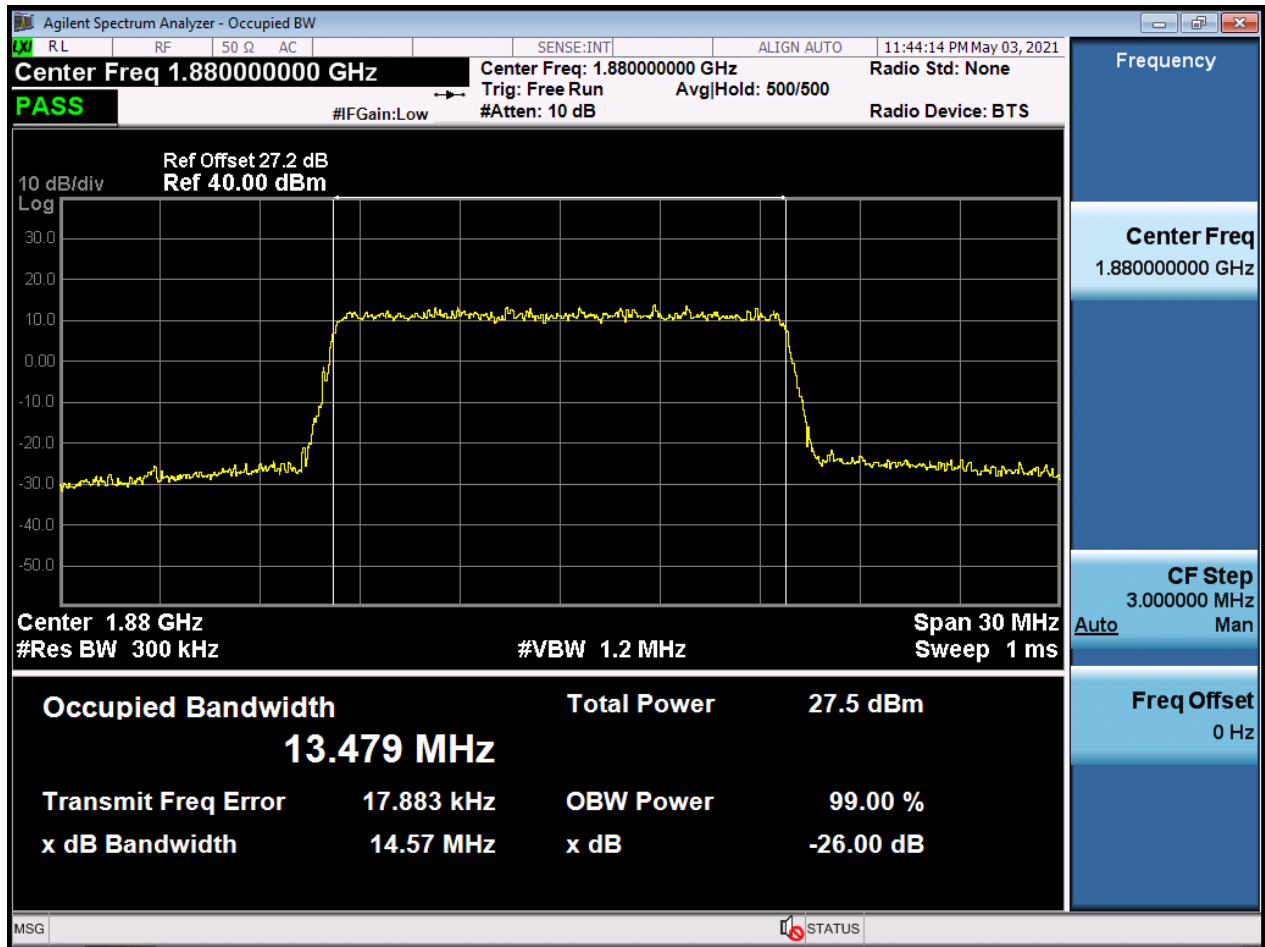 Agilent Spectrum Analyzer - Occupied BW
LXI RL RF 50 Ω AC SENSE:INT ALIGN AUTO 11:44:14 PM May 03, 2021
Center Freq 1.880000000 GHz
Center Freq: 1.880000000 GHz
Radio Std: None
Trig: Free Run
Avg|Hold: 500/500
PASS
#IFGain:Low
#Atten: 10 dB
Radio Device: BTS
Ref Offset 27.2 dB
10 dB/div Ref 40.00 dBm
Log
30.0
20.0
10.0
0.00
-10.0
-20.0
-30.0
-40.0
-50.0
Center 1.88 GHz
Span 30 MHz
#Res BW 300 kHz
#VBW 1.2 MHz
Sweep 1 ms
Occupied Bandwidth
Total Power 27.5 dBm
13.479 MHz
Transmit Freq Error 17.883 kHz
OBW Power 99.00 %
x dB Bandwidth 14.57 MHz
x dB -26.00 dB
MSG
STATUS
Frequency
Center Freq
1.880000000 GHz
CF Step
3.000000 MHz
Auto Man
Freq Offset
0 Hz